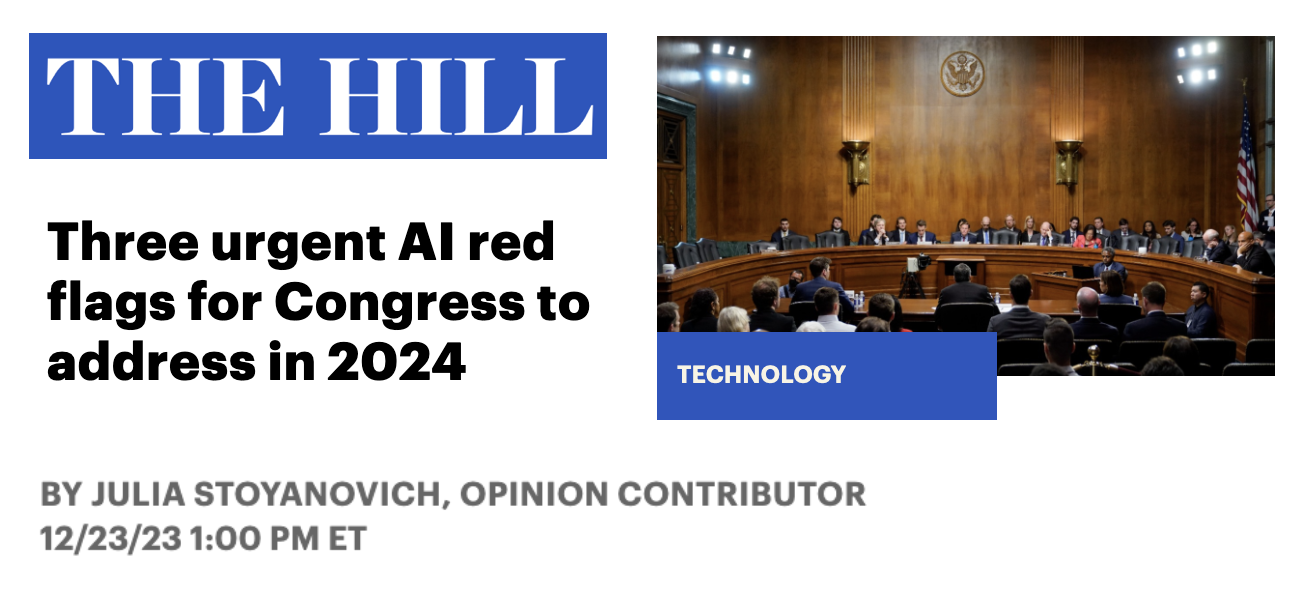 THE HILL
Three urgent AI red
flags for Congress to
address in 2024
TECHNOLOGY
BY JULIA STOYANOVICH, OPINION CONTRIBUTOR
12/23/23 1:00 PM ET